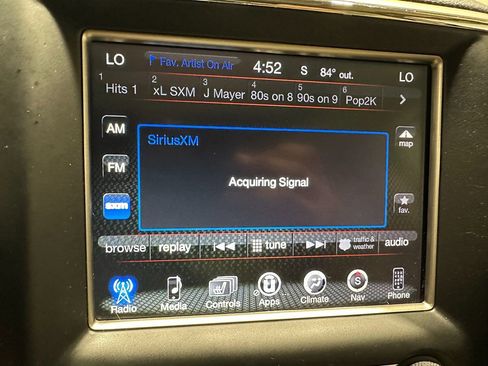 LO Fav. Artist On Air 4:52 S 84° out. LO
1 Hits 1 2 xL SXM 3 J Mayer 4 80s on 8 5 90s on 9 6 Pop2K
AM
SiriusXM
map
FM
Acquiring Signal
sxm
fav.
browse replay tune traffic & weather audio
Radio Media Controls Apps Climate S Nav Phone